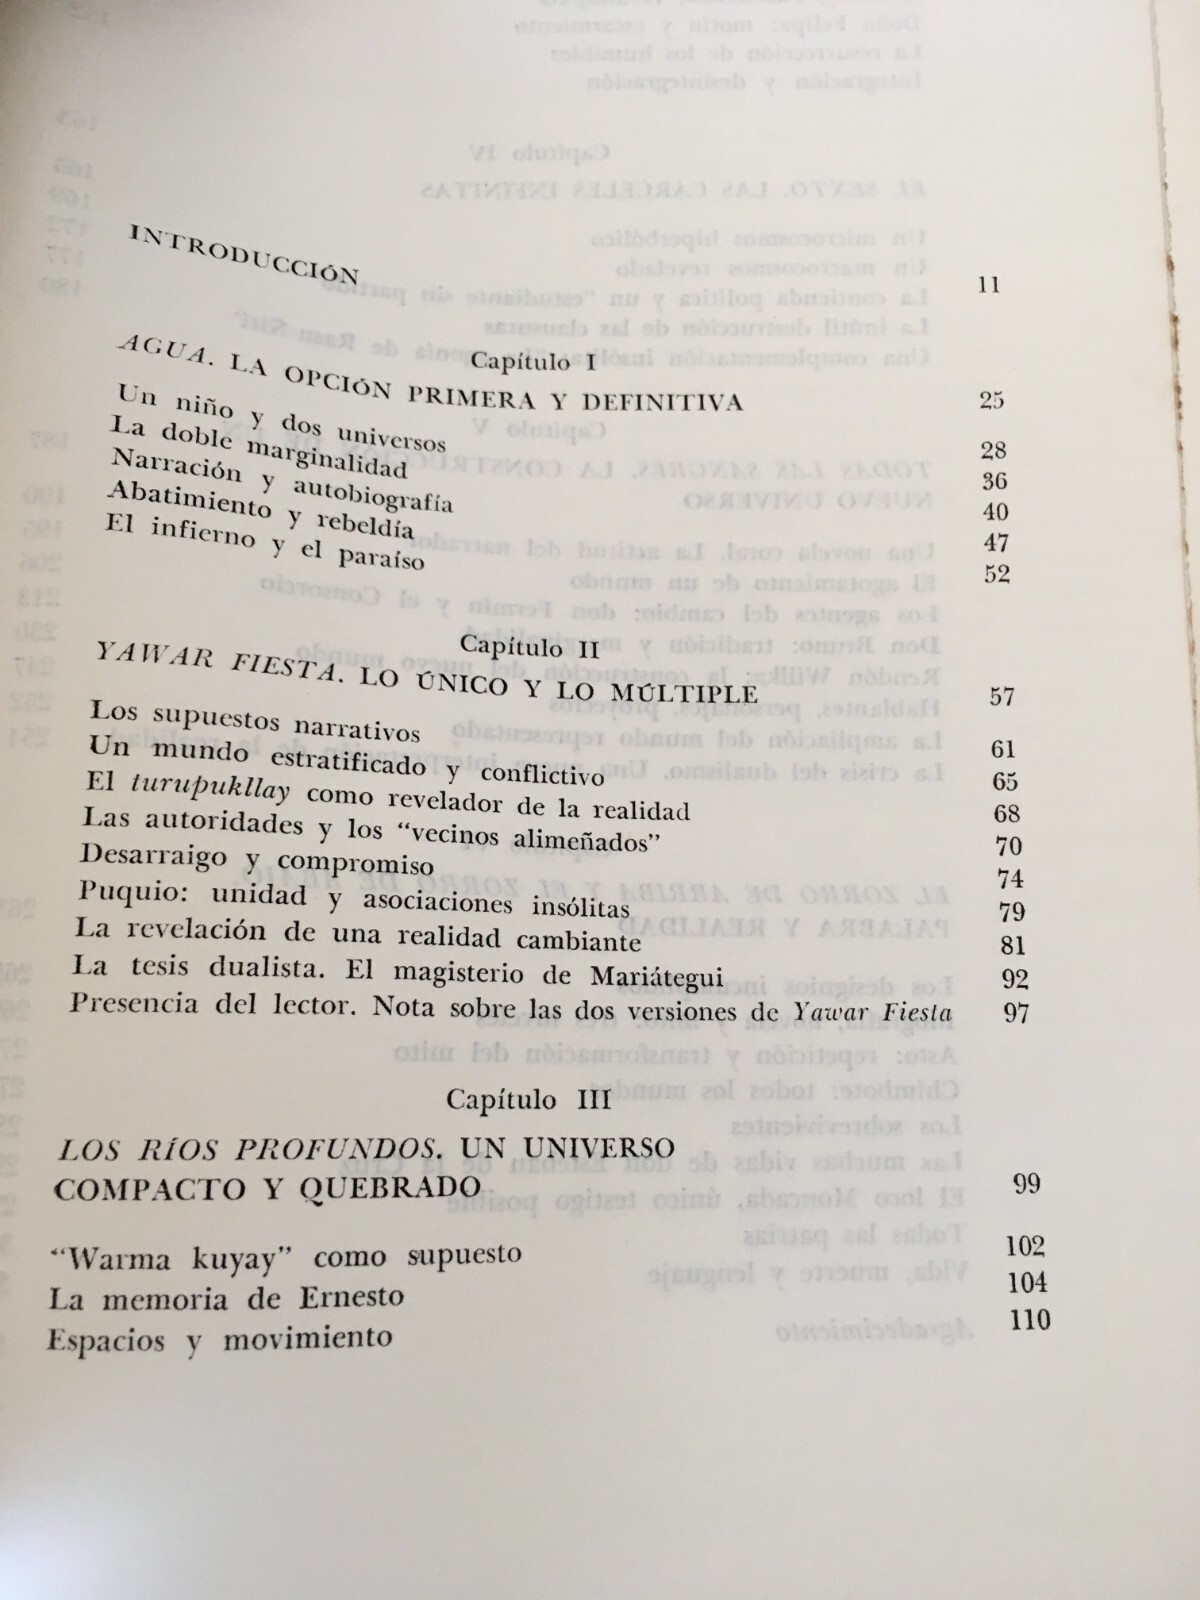 INTRODUCCIÓN 11
Capítulo I
AGUA. LA OPCIÓN PRIMERA Y DEFINITIVA 25
Un niño y dos universos 28
La doble marginalidad 36
Narración y autobiografía 40
Abatimiento y rebeldía 47
El infierno y el paraíso 52
Capítulo II
YAWAR FIESTA. LO ÚNICO Y LO MÚLTIPLE 57
Los supuestos narrativos 61
Un mundo estratificado y conflictivo 65
El turupukllay como revelador de la realidad 68
Las autoridades y los “vecinos alimeñados” 70
Desarraigo y compromiso 74
Puquio: unidad y asociaciones insólitas 79
La revelación de una realidad cambiante 81
La tesis dualista. El magisterio de Mariátegui 92
Presencia del lector. Nota sobre las dos versiones de Yawar Fiesta 97
Capítulo III
LOS RÍOS PROFUNDOS. UN UNIVERSO
COMPACTO Y QUEBRADO 99
“Warma kuyay” como supuesto 102
La memoria de Ernesto 104
Espacios y movimiento 110